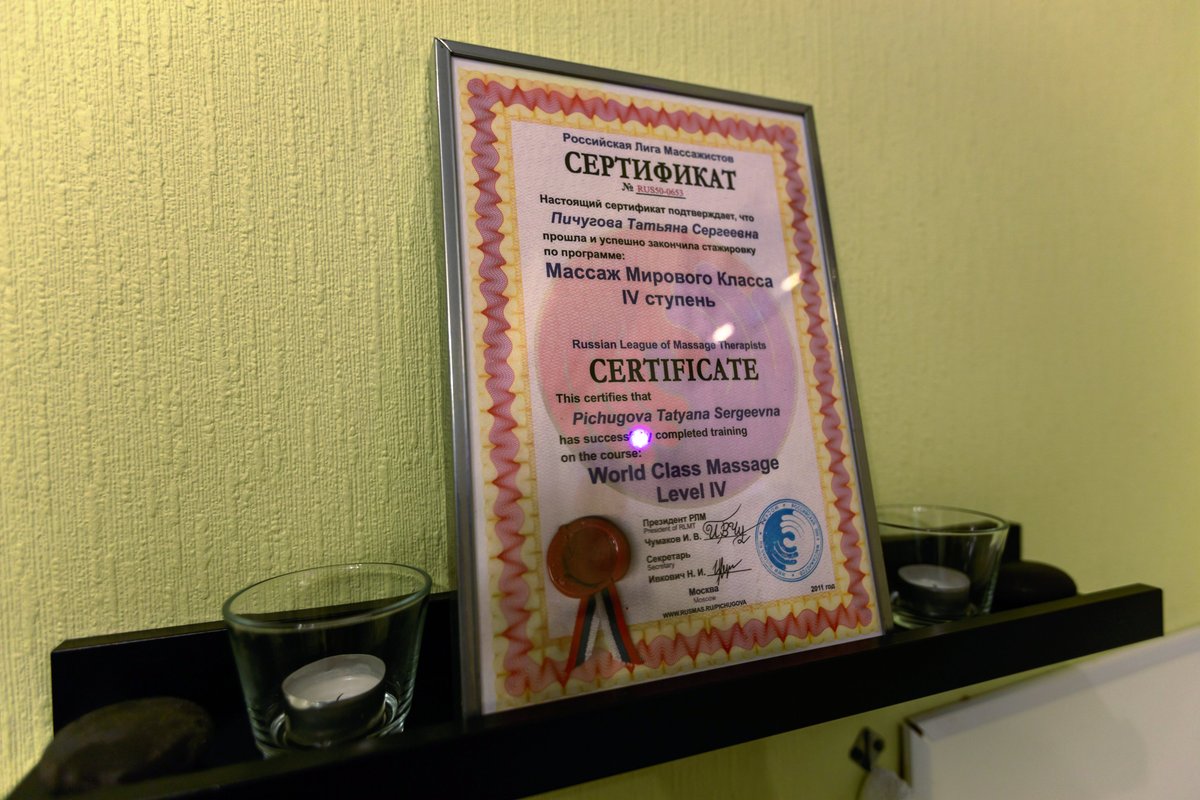 Российская Лига Массажистов
СЕРТИФИКАТ
№ RUS50-0653
Настоящий сертификат подтверждает, что
Пичугова Татьяна Сергеевна
прошла и успешно закончила стажировку
по программе:
Массаж Мирового Класса
IV ступень
Russian League of Massage Therapists
CERTIFICATE
This certifies that
Pichugova Tatyana Sergeevna
has successfully completed training
on the course:
World Class Massage
Level IV
Президент РЛМ
President of RLMT
Чумаков И. В.
Секретарь
Secretary
Ивкович Н. И.
Москва
Moscow
2011 год
WWW.RUSMAS.RU/PICHUGOVA